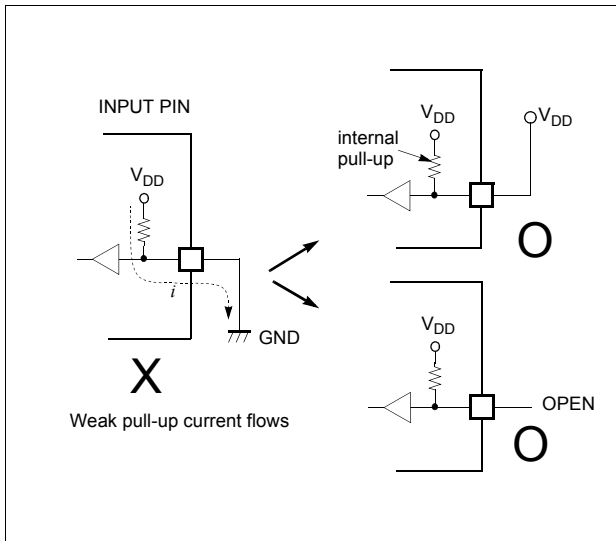 INPUT PIN
VDD
i
GND
X
Weak pull-up current flows
VDD
internal
pull-up
VDD
O
VDD
OPEN
O